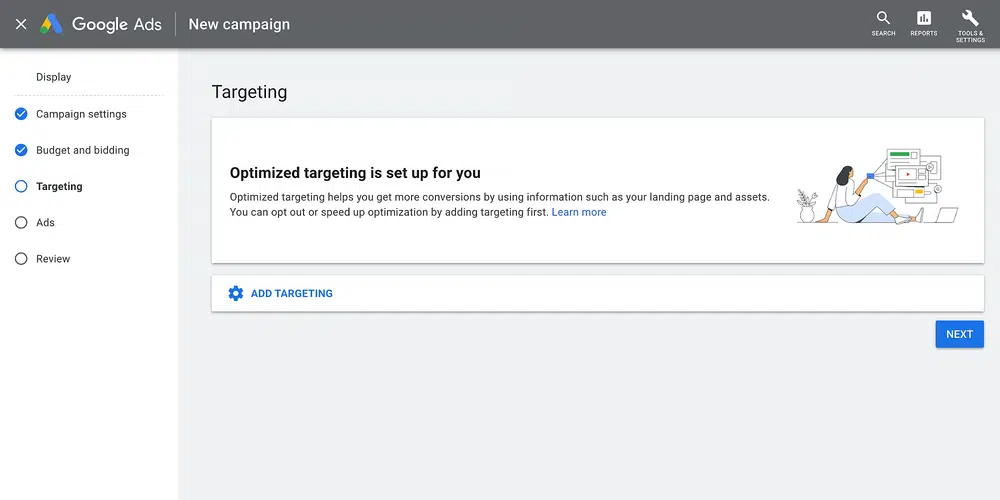 Google Ads
New campaign
SEARCH
REPORTS
TOOLS &
SETTINGS
Display
Campaign settings
Budget and bidding
Targeting
Ads
Review
Targeting
Optimized targeting is set up for you
Optimized targeting helps you get more conversions by using information such as your landing page and assets.
You can opt out or speed up optimization by adding targeting first. Learn more
ADD TARGETING
NEXT